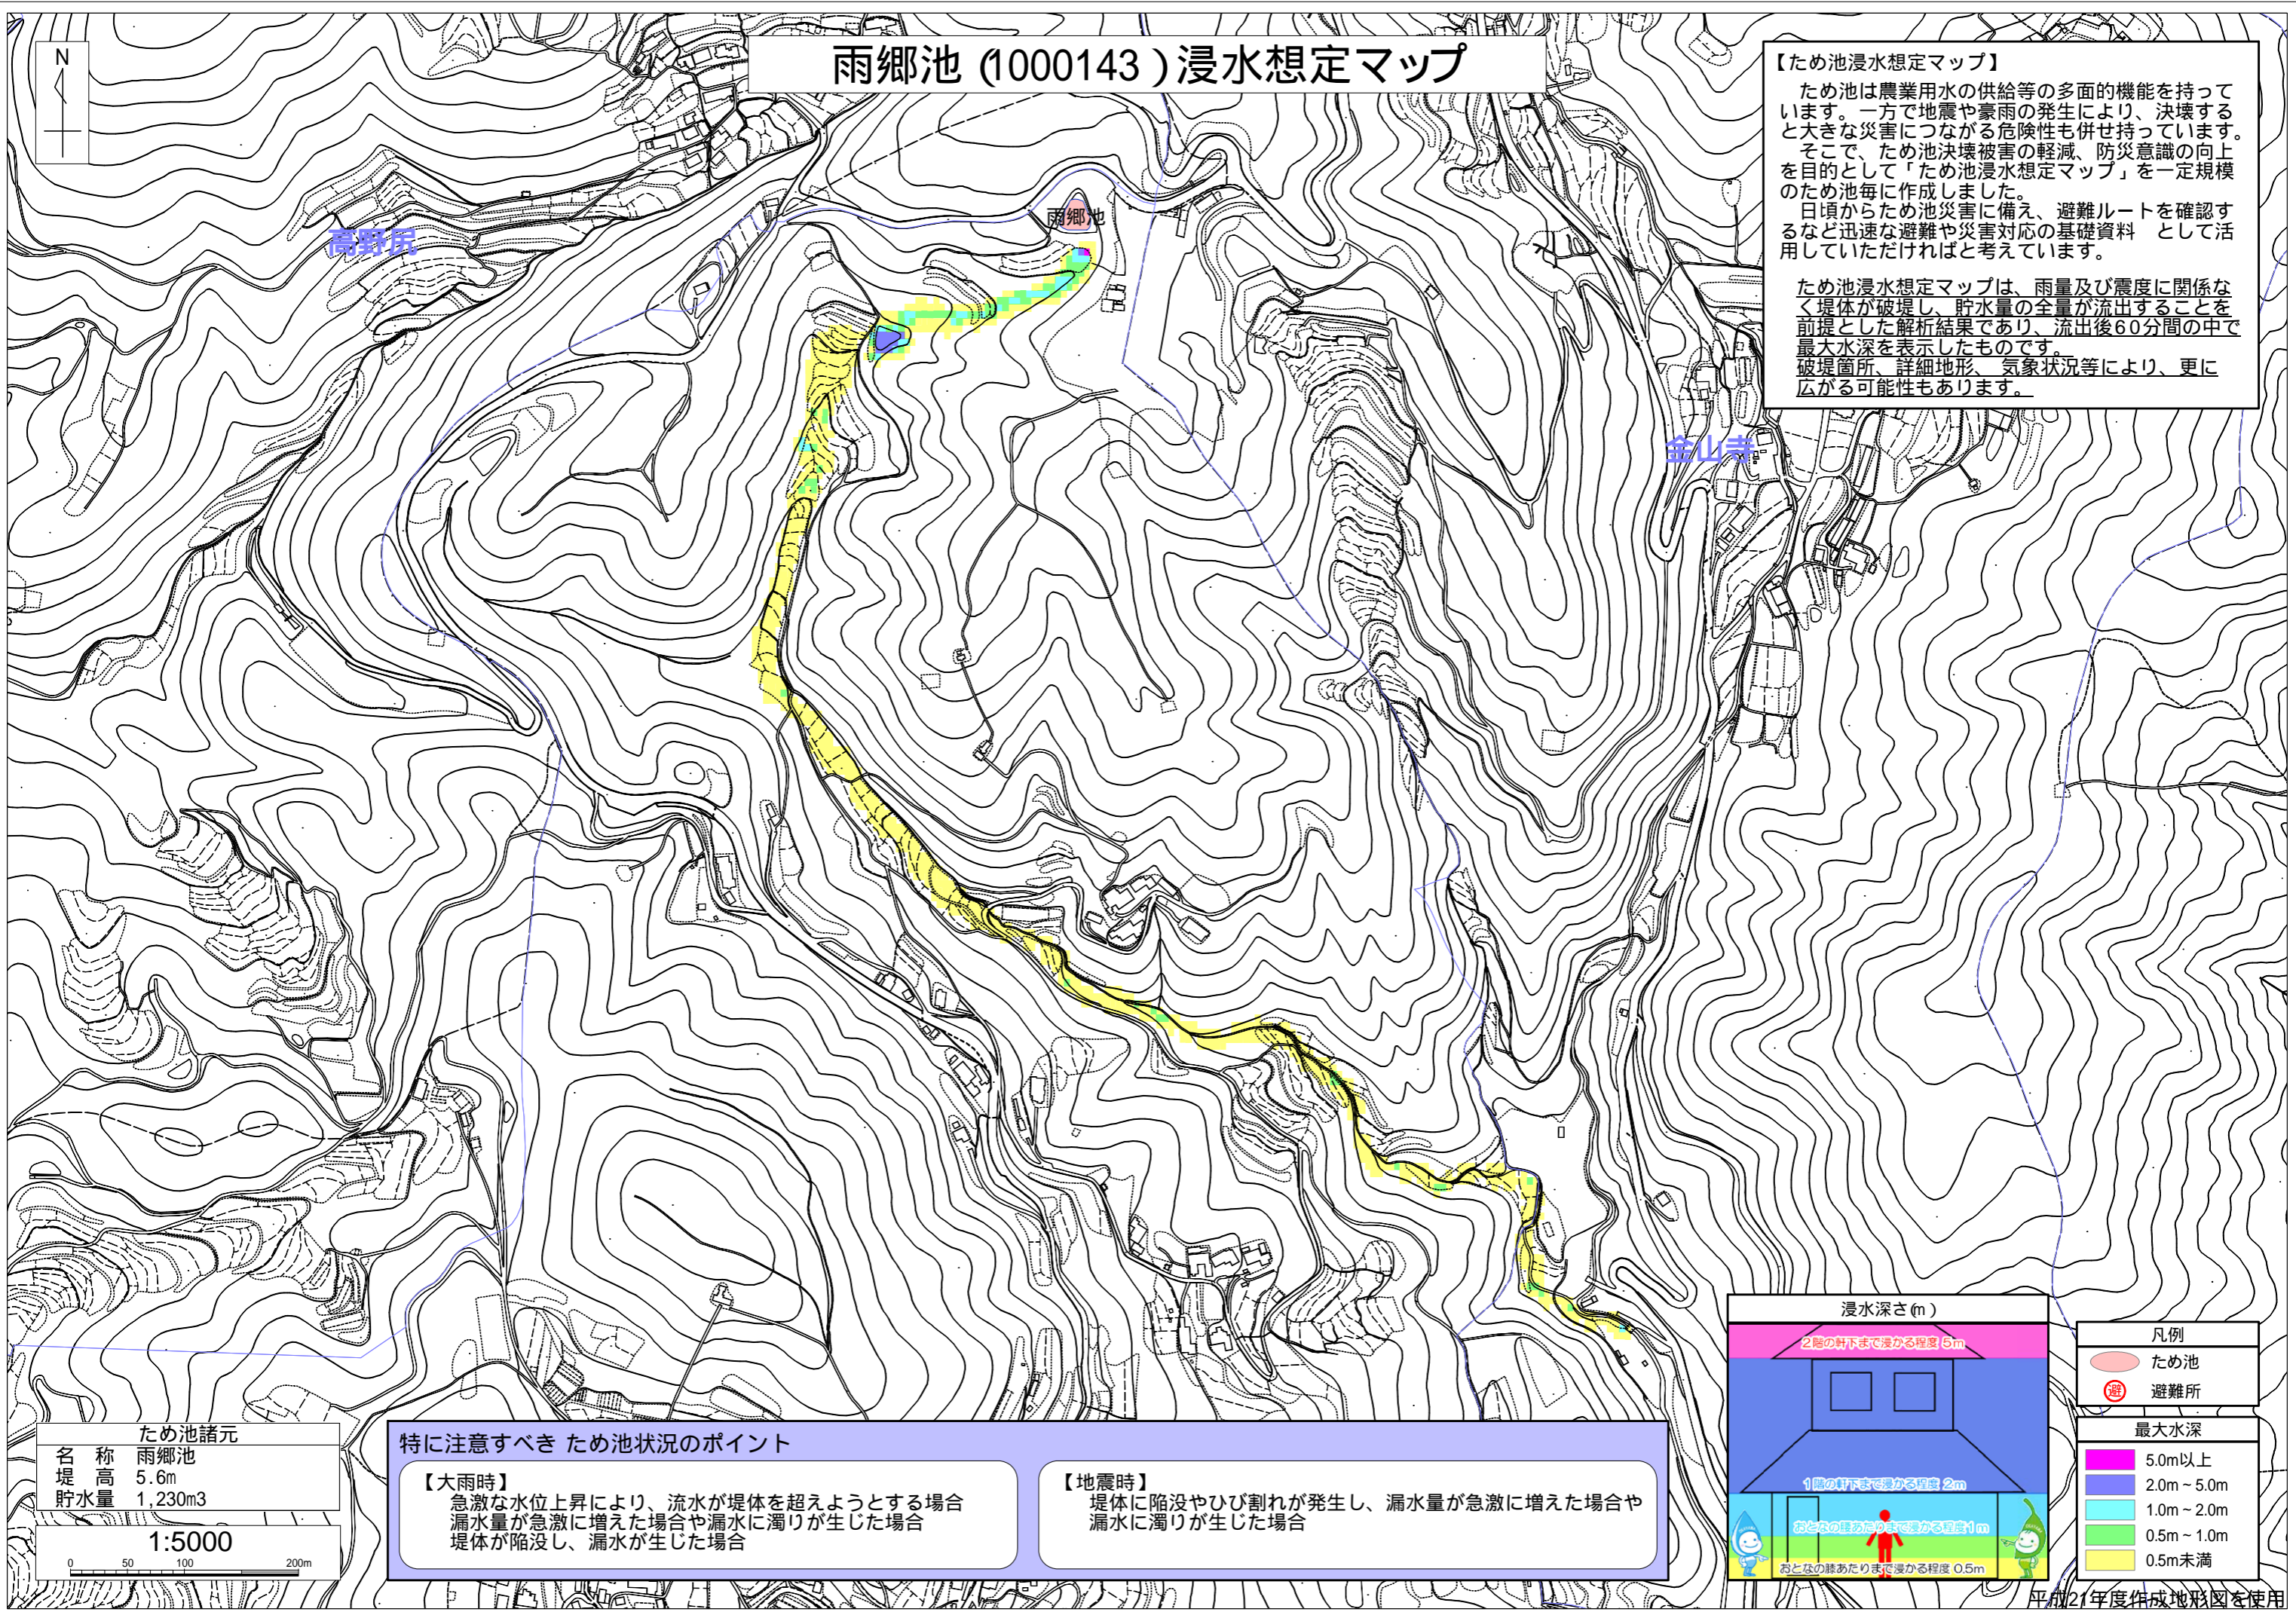 雨郷池(1000143)浸水想定マップ
N
【ため池浸水想定マップ】
ため池は農業用水の供給等の多面的機能を持って
います。一方で地震や豪雨の発生により、決壊する
と大きな災害につながる危険性も併せ持っています。
そこで、ため池決壊被害の軽減、防災意識の向上
を目的として「ため池浸水想定マップ」を一定規模
のため池毎に作成しました。
日頃からため池災害に備え、避難ルートを確認す
るなど迅速な避難や災害対応の基礎資料　として活
用していただければと考えています。
ため池浸水想定マップは、雨量及び震度に関係な
く堤体が破堤し、貯水量の全量が流出することを
前提とした解析結果であり、流出後60分間の中で
最大水深を表示したものです。
破堤箇所、詳細地形、気象状況等により、更に
広がる可能性もあります。
雨郷池
高野尻
金山寺
ため池諸元
名　称　雨郷池
堤　高　5.6m
貯水量　1,230m3
1:5000
0 50 100 200m
特に注意すべき ため池状況のポイント
【大雨時】
急激な水位上昇により、流水が堤体を超えようとする場合
漏水量が急激に増えた場合や漏水に濁りが生じた場合
堤体が陥没し、漏水が生じた場合
【地震時】
堤体に陥没やひび割れが発生し、漏水量が急激に増えた場合や
漏水に濁りが生じた場合
浸水深さ(m)
2階の軒下まで浸かる程度 5m
1階の軒下まで浸かる程度 2m
おとなの腰あたりまで浸かる程度1m
おとなの膝あたりまで浸かる程度 0.5m
凡例
ため池
避 避難所
最大水深
5.0m以上
2.0m～5.0m
1.0m～2.0m
0.5m～1.0m
0.5m未満
平成21年度作成地形図を使用